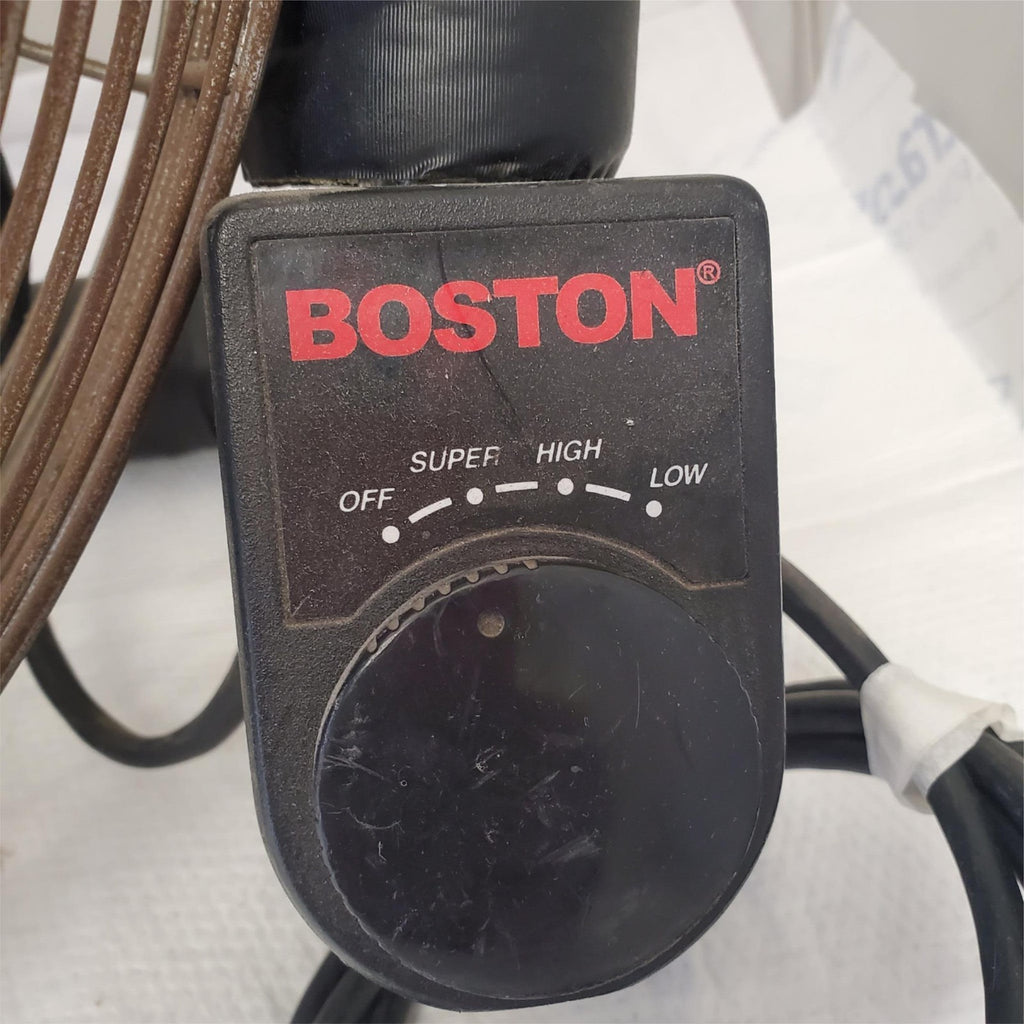 BOSTON®
SUPER HIGH
OFF LOW